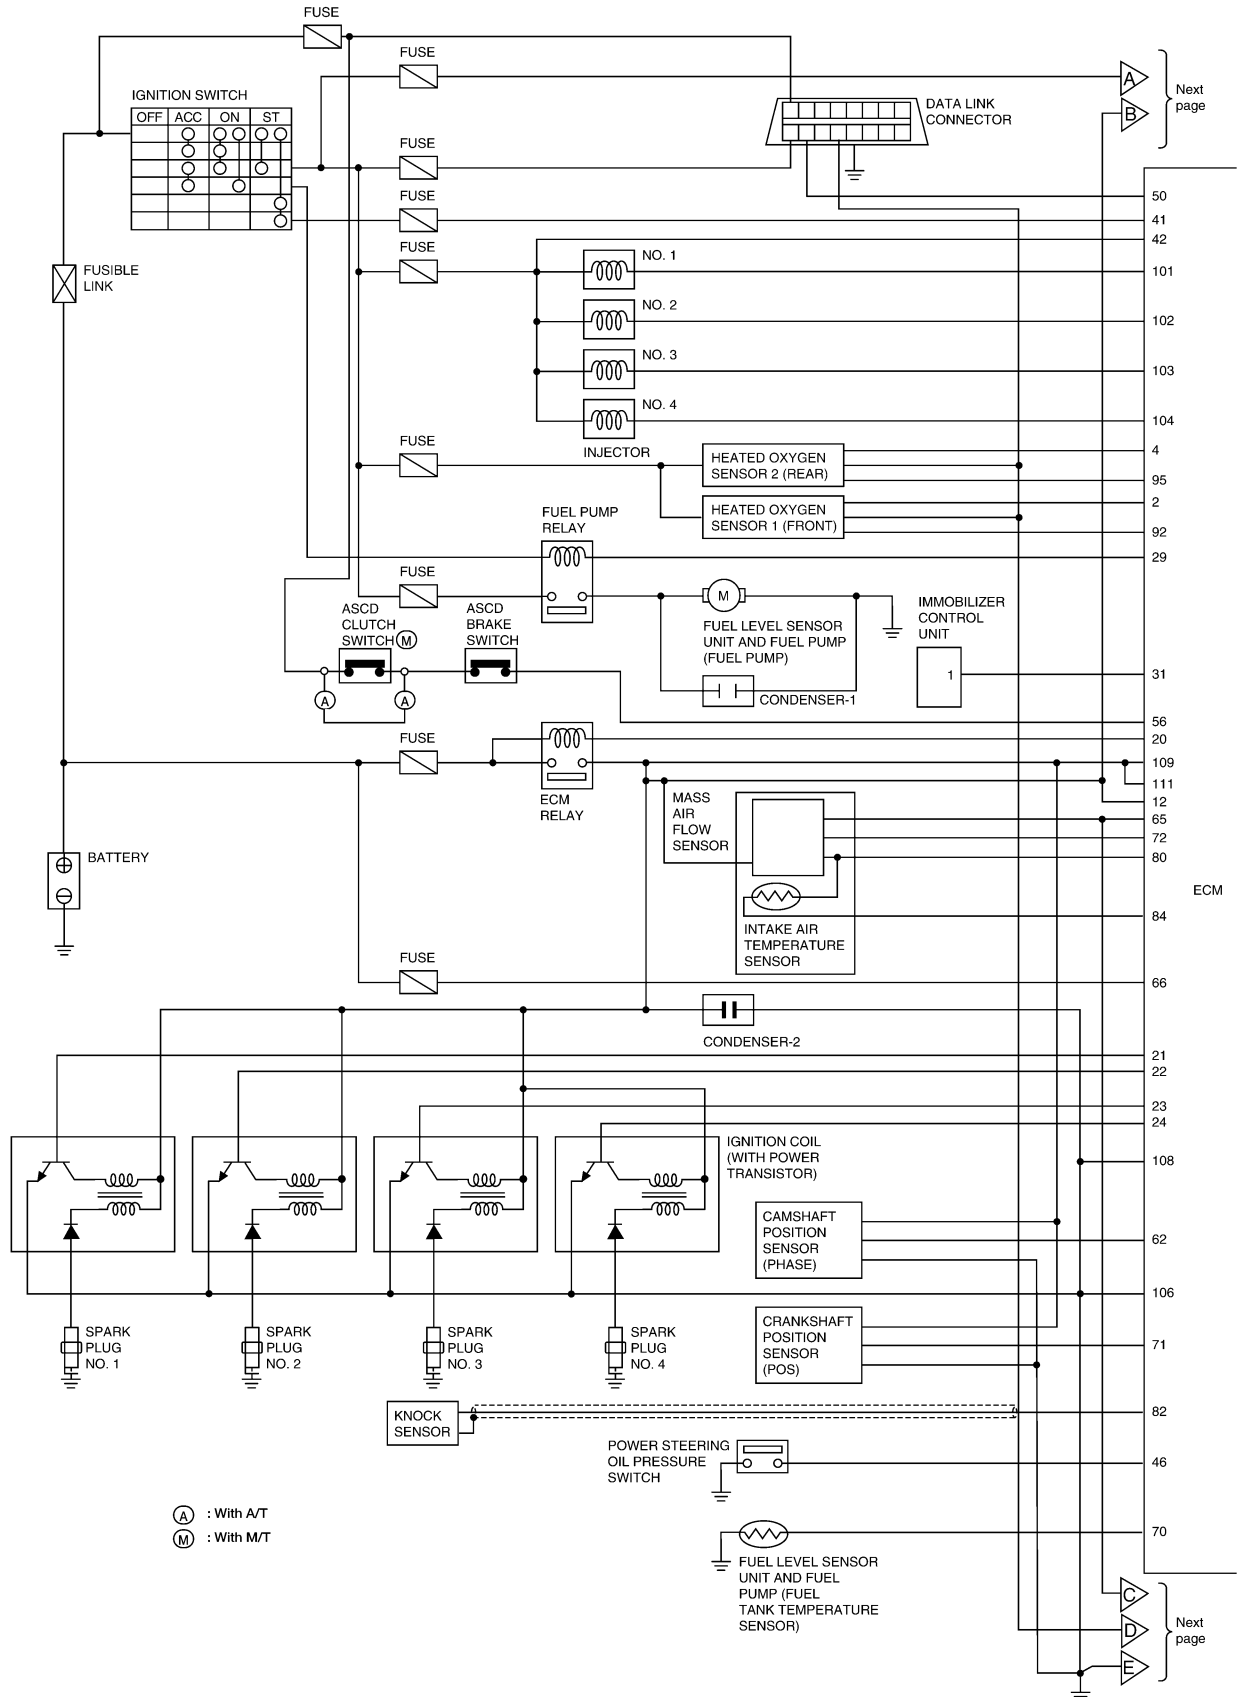 FUSE
FUSE
A
Next
page
B
IGNITION SWITCH
OFF ACC ON ST
DATA LINK
CONNECTOR
FUSE
50
FUSE
41
42
FUSE
NO. 1
101
FUSIBLE
LINK
NO. 2
102
NO. 3
103
NO. 4
104
INJECTOR
FUSE
HEATED OXYGEN
SENSOR 2 (REAR)
4
95
HEATED OXYGEN
SENSOR 1 (FRONT)
2
92
FUEL PUMP
RELAY
29
FUSE
M
ASCD
CLUTCH
SWITCH M
ASCD
BRAKE
SWITCH
FUEL LEVEL SENSOR
UNIT AND FUEL PUMP
(FUEL PUMP)
IMMOBILIZER
CONTROL
UNIT
1
31
A
A
CONDENSER-1
56
20
FUSE
109
111
12
ECM
RELAY
MASS
AIR
FLOW
SENSOR
65
72
80
BATTERY
ECM
84
INTAKE AIR
TEMPERATURE
SENSOR
FUSE
66
CONDENSER-2
21
22
23
24
IGNITION COIL
(WITH POWER
TRANSISTOR)
108
CAMSHAFT
POSITION
SENSOR
(PHASE)
62
106
CRANKSHAFT
POSITION
SENSOR
(POS)
71
SPARK
PLUG
NO. 1
SPARK
PLUG
NO. 2
SPARK
PLUG
NO. 3
SPARK
PLUG
NO. 4
KNOCK
SENSOR
82
POWER STEERING
OIL PRESSURE
SWITCH
46
A : With A/T
M : With M/T
70
FUEL LEVEL SENSOR
UNIT AND FUEL
PUMP (FUEL
TANK TEMPERATURE
SENSOR)
C
D
E
Next
page